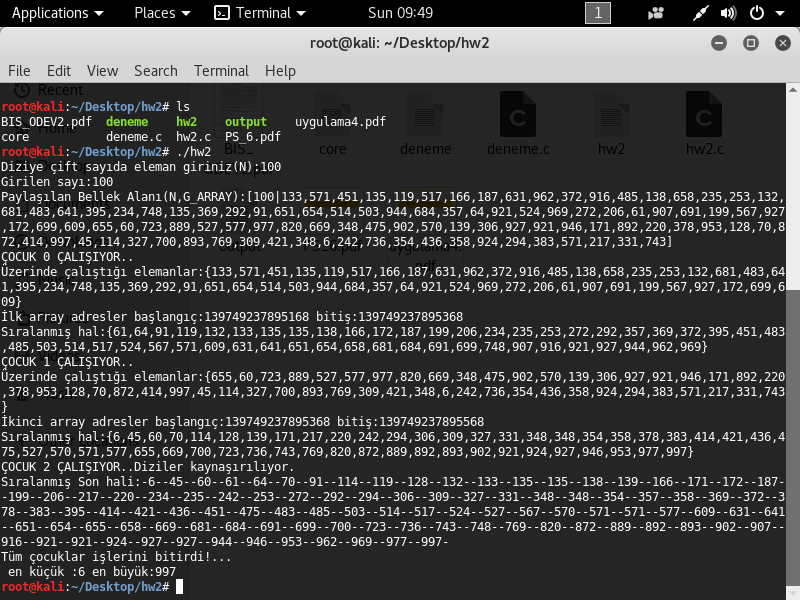 Applications Places Terminal Sun 09:49 1
root@kali: ~/Desktop/hw2
File Edit View Search Terminal Help
root@kali:~/Desktop/hw2# ls
BIS_ODEV2.pdf deneme hw2 output uygulama4.pdf
core deneme.c hw2.c PS_6.pdf
root@kali:~/Desktop/hw2# ./hw2
Diziye çift sayıda eleman giriniz(N):100
Girilen sayı:100
Paylaşılan Bellek Alanı(N,G_ARRAY):[100|133,571,451,135,119,517,166,187,631,962,372,916,485,138,658,235,253,132,
681,483,641,395,234,748,135,369,292,91,651,654,514,503,944,684,357,64,921,524,969,272,206,61,907,691,199,567,927
,172,699,609,655,60,723,889,527,577,977,820,669,348,475,902,570,139,306,927,921,946,171,892,220,378,953,128,70,8
72,414,997,45,114,327,700,893,769,309,421,348,6,242,736,354,436,358,924,294,383,571,217,331,743]
ÇOCUK 0 ÇALIŞIYOR..
Üzerinde çalıştığı elemanlar:{133,571,451,135,119,517,166,187,631,962,372,916,485,138,658,235,253,132,681,483,64
1,395,234,748,135,369,292,91,651,654,514,503,944,684,357,64,921,524,969,272,206,61,907,691,199,567,927,172,699,6
09}
İlk array adresler başlangıç:139749237895168 bitiş:139749237895368
Sıralanmış hal:{61,64,91,119,132,133,135,135,138,166,172,187,199,206,234,235,253,272,292,357,369,372,395,451,483
,485,503,514,517,524,567,571,609,631,641,651,654,658,681,684,691,699,748,907,916,921,927,944,962,969}
ÇOCUK 1 ÇALIŞIYOR..
Üzerinde çalıştığı elemanlar:{655,60,723,889,527,577,977,820,669,348,475,902,570,139,306,927,921,946,171,892,220
,378,953,128,70,872,414,997,45,114,327,700,893,769,309,421,348,6,242,736,354,436,358,924,294,383,571,217,331,743
}
İkinci array adresler başlangıç:139749237895368 bitiş:139749237895568
Sıralanmış hal:{6,45,60,70,114,128,139,171,217,220,242,294,306,309,327,331,348,348,354,358,378,383,414,421,436,4
75,527,570,571,577,655,669,700,723,736,743,769,820,872,889,892,893,902,921,924,927,946,953,977,997}
ÇOCUK 2 ÇALIŞIYOR..Diziler kaynaşırılıyor.
Sıralanmış Son hali:-6--45--60--61--64--70--91--114--119--128--132--133--135--135--138--139--166--171--172--187-
-199--206--217--220--234--235--242--253--272--292--294--306--309--327--331--348--348--354--357--358--369--372--3
78--383--395--414--421--436--451--475--483--485--503--514--517--524--527--567--570--571--571--577--609--631--641
--651--654--655--658--669--681--684--691--699--700--723--736--743--748--769--820--872--889--892--893--902--907--
916--921--921--924--927--927--944--946--953--962--969--977--997-
Tüm çocuklar işlerini bitirdi!...
en küçük :6 en büyük:997
root@kali:~/Desktop/hw2#
Recent
Home
BIS_
core
deneme
deneme.c
hw2
hw2.c